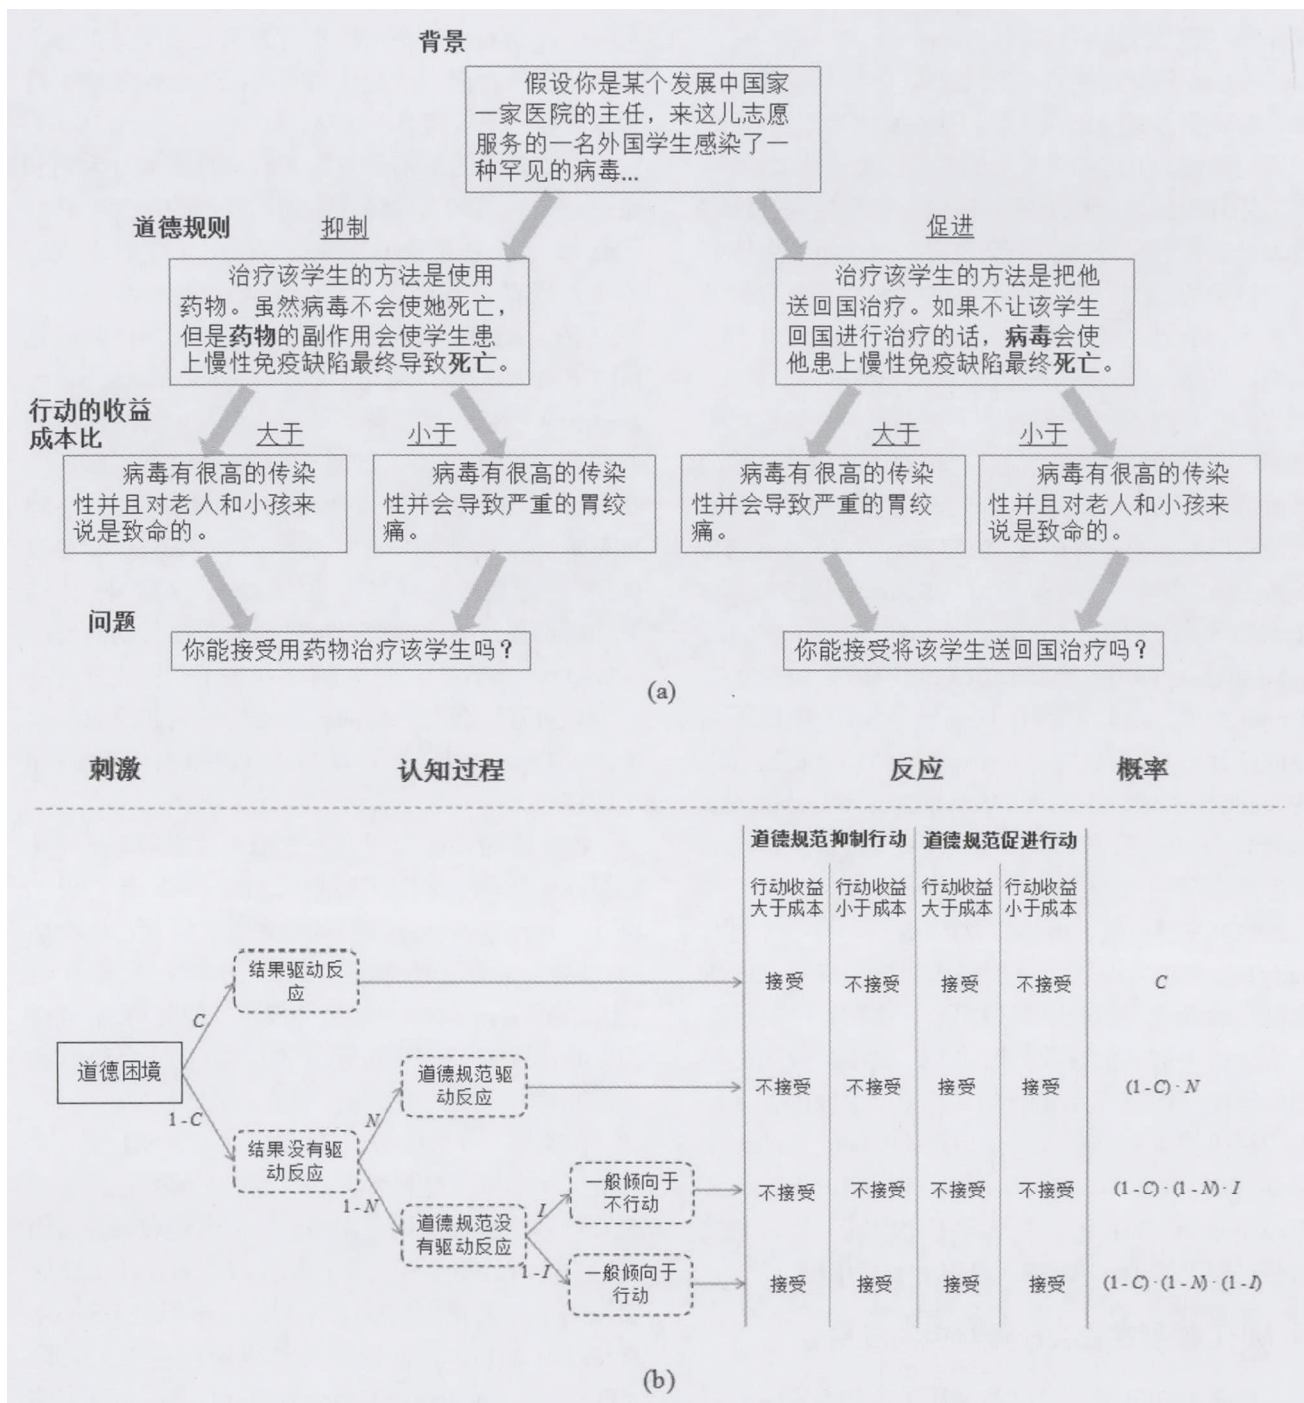 背景
假设你是某个发展中国家
一家医院的主任，来这儿志愿
服务的一名外国学生感染了一
种罕见的病毒...
道德规则
抑制
促进
治疗该学生的方法是使用
药物。虽然病毒不会使她死亡，
但是药物的副作用会使学生患
上慢性免疫缺陷最终导致死亡。
治疗该学生的方法是把他
送回国治疗。如果不让该学生
回国进行治疗的话，病毒会使
他患上慢性免疫缺陷最终死亡。
行动的收益
成本比
大于
小于
大于
小于
病毒有很高的传染
性并且对老人和小孩来
说是致命的。
病毒有很高的传染
性并会导致严重的胃绞
痛。
病毒有很高的传染
性并会导致严重的胃绞
痛。
病毒有很高的传染
性并且对老人和小孩来
说是致命的。
问题
你能接受用药物治疗该学生吗？
你能接受将该学生送回国治疗吗？
(a)
刺激
认知过程
反应
概率
道德规范抑制行动
道德规范促进行动
行动收益
大于成本
行动收益
小于成本
行动收益
大于成本
行动收益
小于成本
结果驱动反
应
接受
不接受
接受
不接受
C
C
道德困境
道德规范驱
动反应
不接受
不接受
接受
接受
(1-C)·N
1-C
N
结果没有驱
动反应
一般倾向于
不行动
不接受
不接受
不接受
不接受
(1-C)·(1-N)·I
1-N
I
道德规范没
有驱动反应
1-I
一般倾向于
行动
接受
接受
接受
接受
(1-C)·(1-N)·(1-I)
(b)